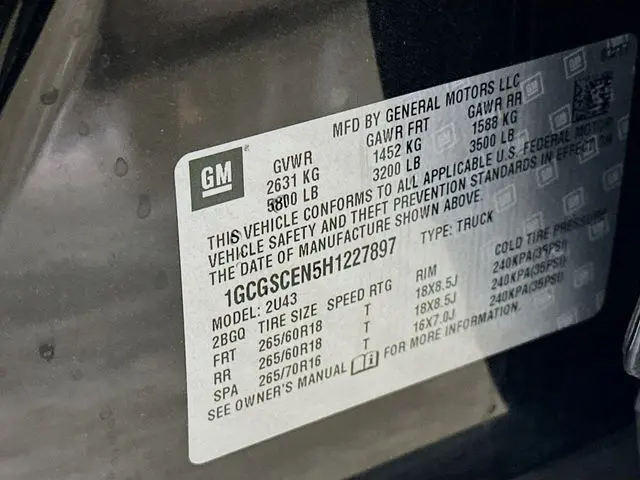 MFD BY GENERAL MOTORS LLC
GM
GVWR GAWR FRT GAWR RR
2631 KG 1452 KG 1588 KG
5800 LB 3200 LB 3500 LB
THIS VEHICLE CONFORMS TO ALL APPLICABLE U.S. FEDERAL MOTOR
VEHICLE SAFETY AND THEFT PREVENTION STANDARDS IN EFFECT ON
THE DATE OF MANUFACTURE SHOWN ABOVE.
1GCGSCEN5H1227897 TYPE: TRUCK
MODEL: 2U43 COLD TIRE PRESSURE
2BGQ TIRE SIZE SPEED RTG RIM
FRT 265/60R18 T 18X8.5J 240KPA(35PSI)
RR 265/60R18 T 18X8.5J 240KPA(35PSI)
SPA 265/70R16 T 16X7.0J 240KPA(35PSI)
SEE OWNER'S MANUAL FOR MORE INFORMATION.